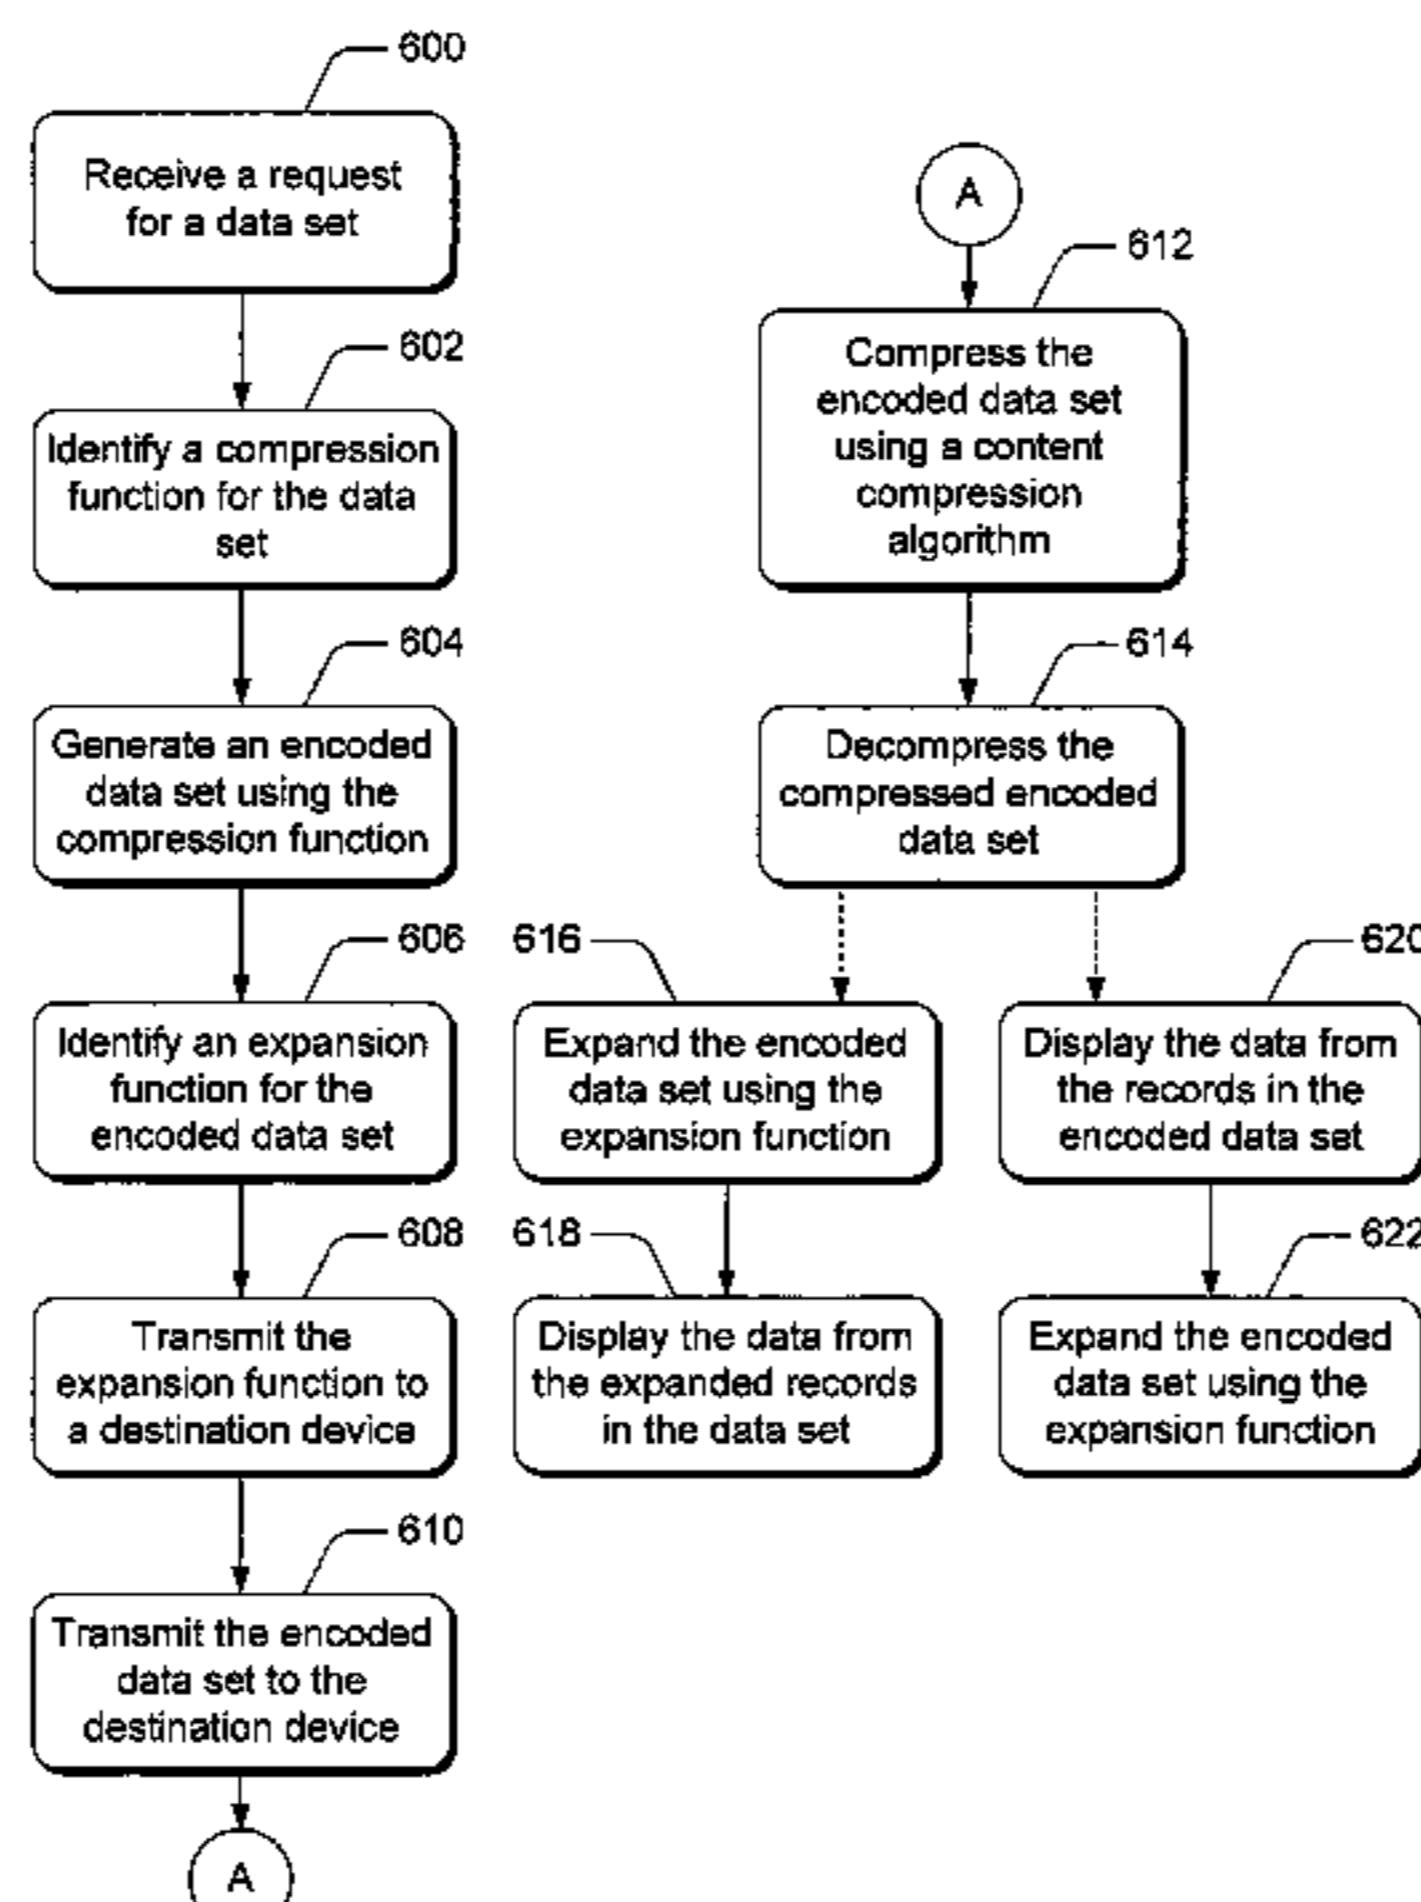 600
Receive a request
for a data set
602
Identify a compression
function for the data
set
604
Generate an encoded
data set using the
compression function
606
Identify an expansion
function for the
encoded data set
608
Transmit the
expansion function to
a destination device
610
Transmit the encoded
data set to the
destination device
A
A
612
Compress the
encoded data set
using a content
compression
algorithm
614
Decompress the
compressed encoded
data set
616
Expand the encoded
data set using the
expansion function
618
Display the data from
the expanded records
in the data set
620
Display the data from
the records in the
encoded data set
622
Expand the encoded
data set using the
expansion function